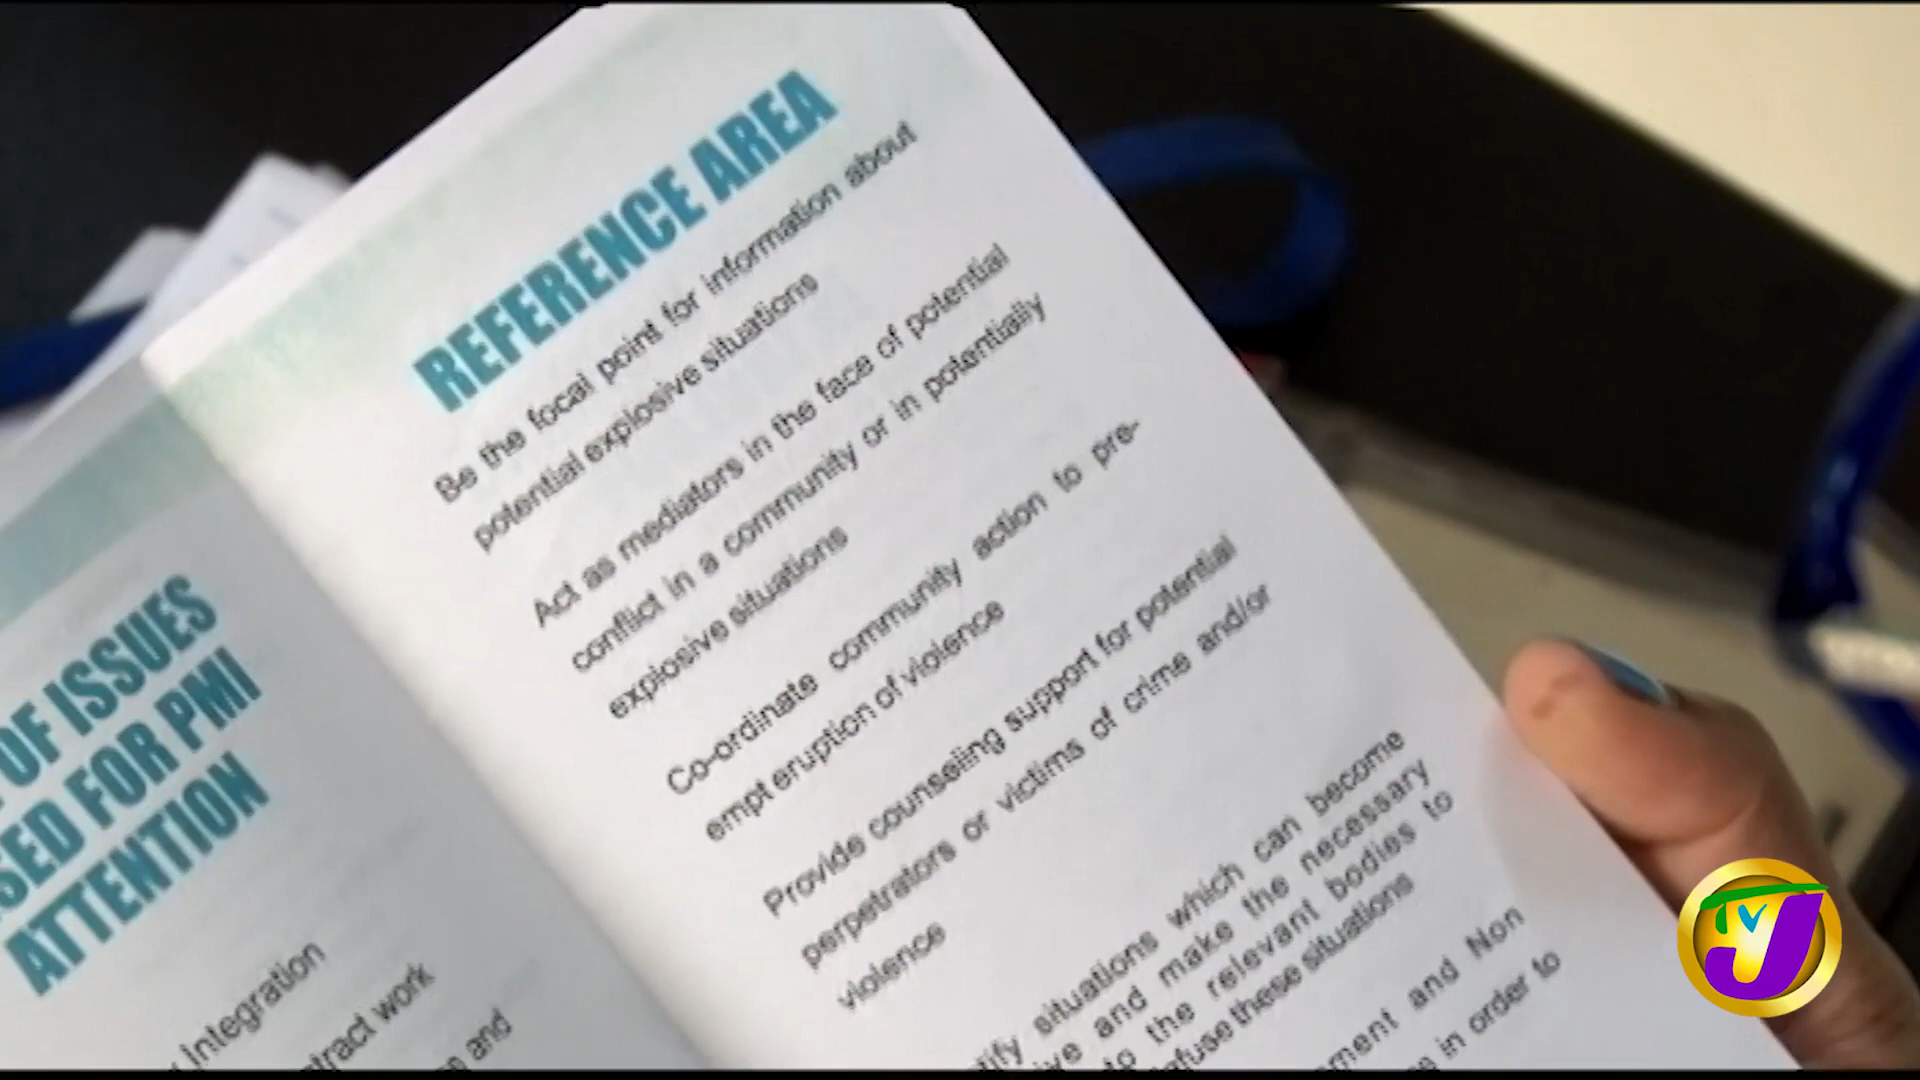 OF ISSUES
SED FOR PMI
ATTENTION
Integration
and
REFERENCE AREA
Be the focal point for information about
potential explosive situations
Act as mediators in the face of potential
conflict in a community or in potentially
explosive situations
Co-ordinate community action to pre-
empt eruption of violence
Provide counseling support for potential
perpetrators or victims of crime and/or
violence
situations which can become
and make the necessary
to the relevant bodies to
these situations
and Non
in order to
TVJ